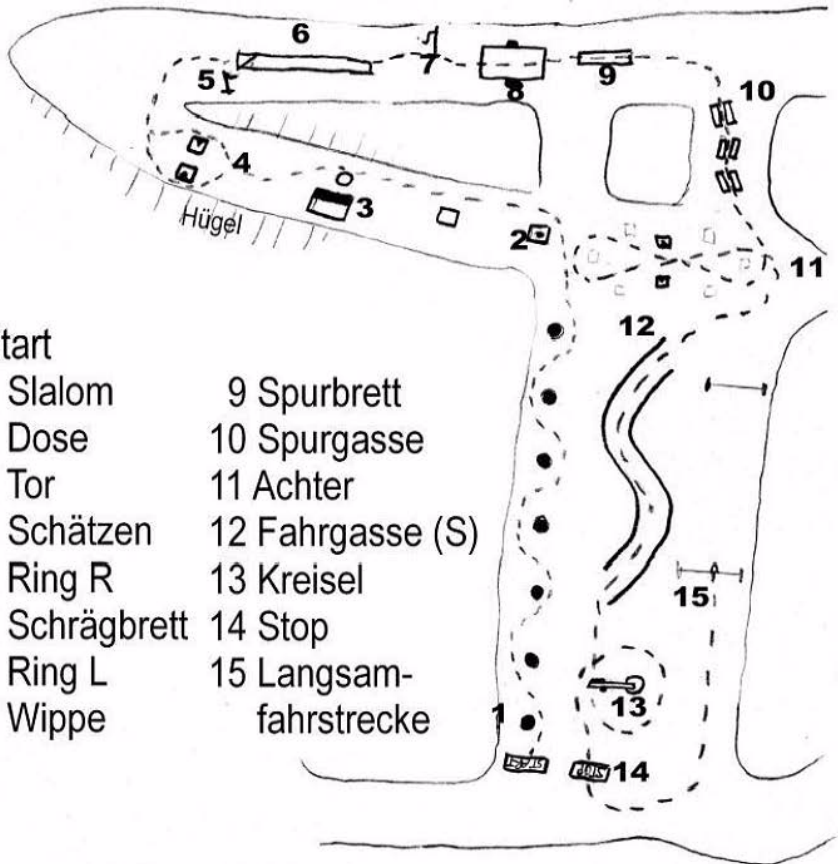 6
7
5
8
9
10
4
3
Hügel
2
11
12
tart
Slalom
Dose
Tor
Schätzen
Ring R
Schrägbrett
Ring L
Wippe
9 Spurbrett
10 Spurgasse
11 Achter
12 Fahrgasse (S)
13 Kreisel
14 Stop
15 Langsam-
fahrstrecke
15
13
1
START
STOP
14